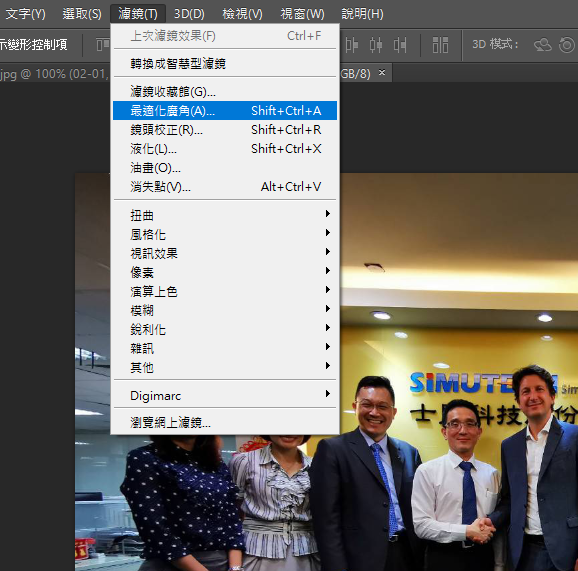 文字(Y) 選取(S) 濾鏡(T) 3D(D) 檢視(V) 視窗(W) 說明(H)
示變形控制項 3D 模式：
.jpg @ 100% (02-01, GB/8) ×
上次濾鏡效果(F) Ctrl+F
轉換成智慧型濾鏡
濾鏡收藏館(G)...
最適化廣角(A)... Shift+Ctrl+A
鏡頭校正(R)... Shift+Ctrl+R
液化(L)... Shift+Ctrl+X
油畫(O)...
消失點(V)... Alt+Ctrl+V
扭曲
風格化
視訊效果
像素
演算上色
模糊
銳利化
雜訊
其他
Digimarc
瀏覽網上濾鏡...
SIMUTE Sim
士 科技 份